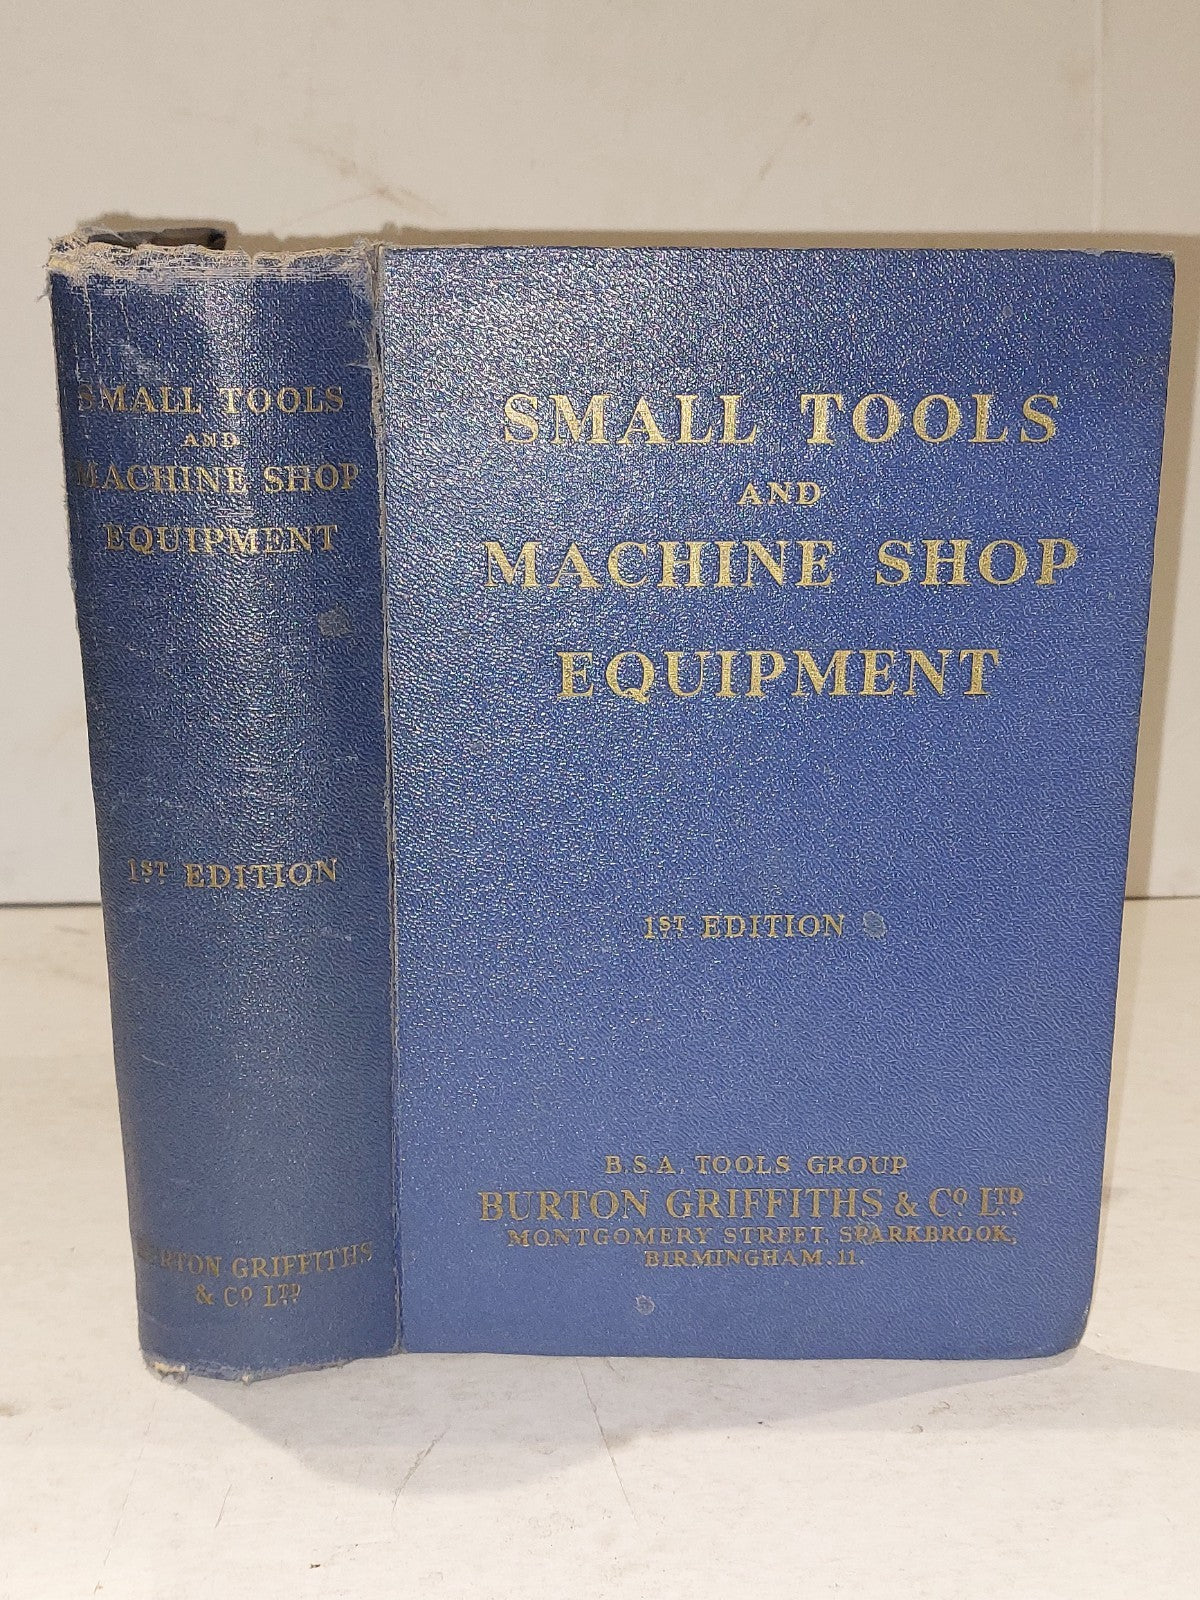 SMALL TOOLS
AND
MACHINE SHOP
EQUIPMENT
1ST EDITION
BURTON GRIFFITHS
& CO LTD
SMALL TOOLS
AND
MACHINE SHOP
EQUIPMENT
1ST EDITION
B.S.A. TOOLS GROUP
BURTON GRIFFITHS & CO LTD
MONTGOMERY STREET, SPARKBROOK,
BIRMINGHAM. 11.